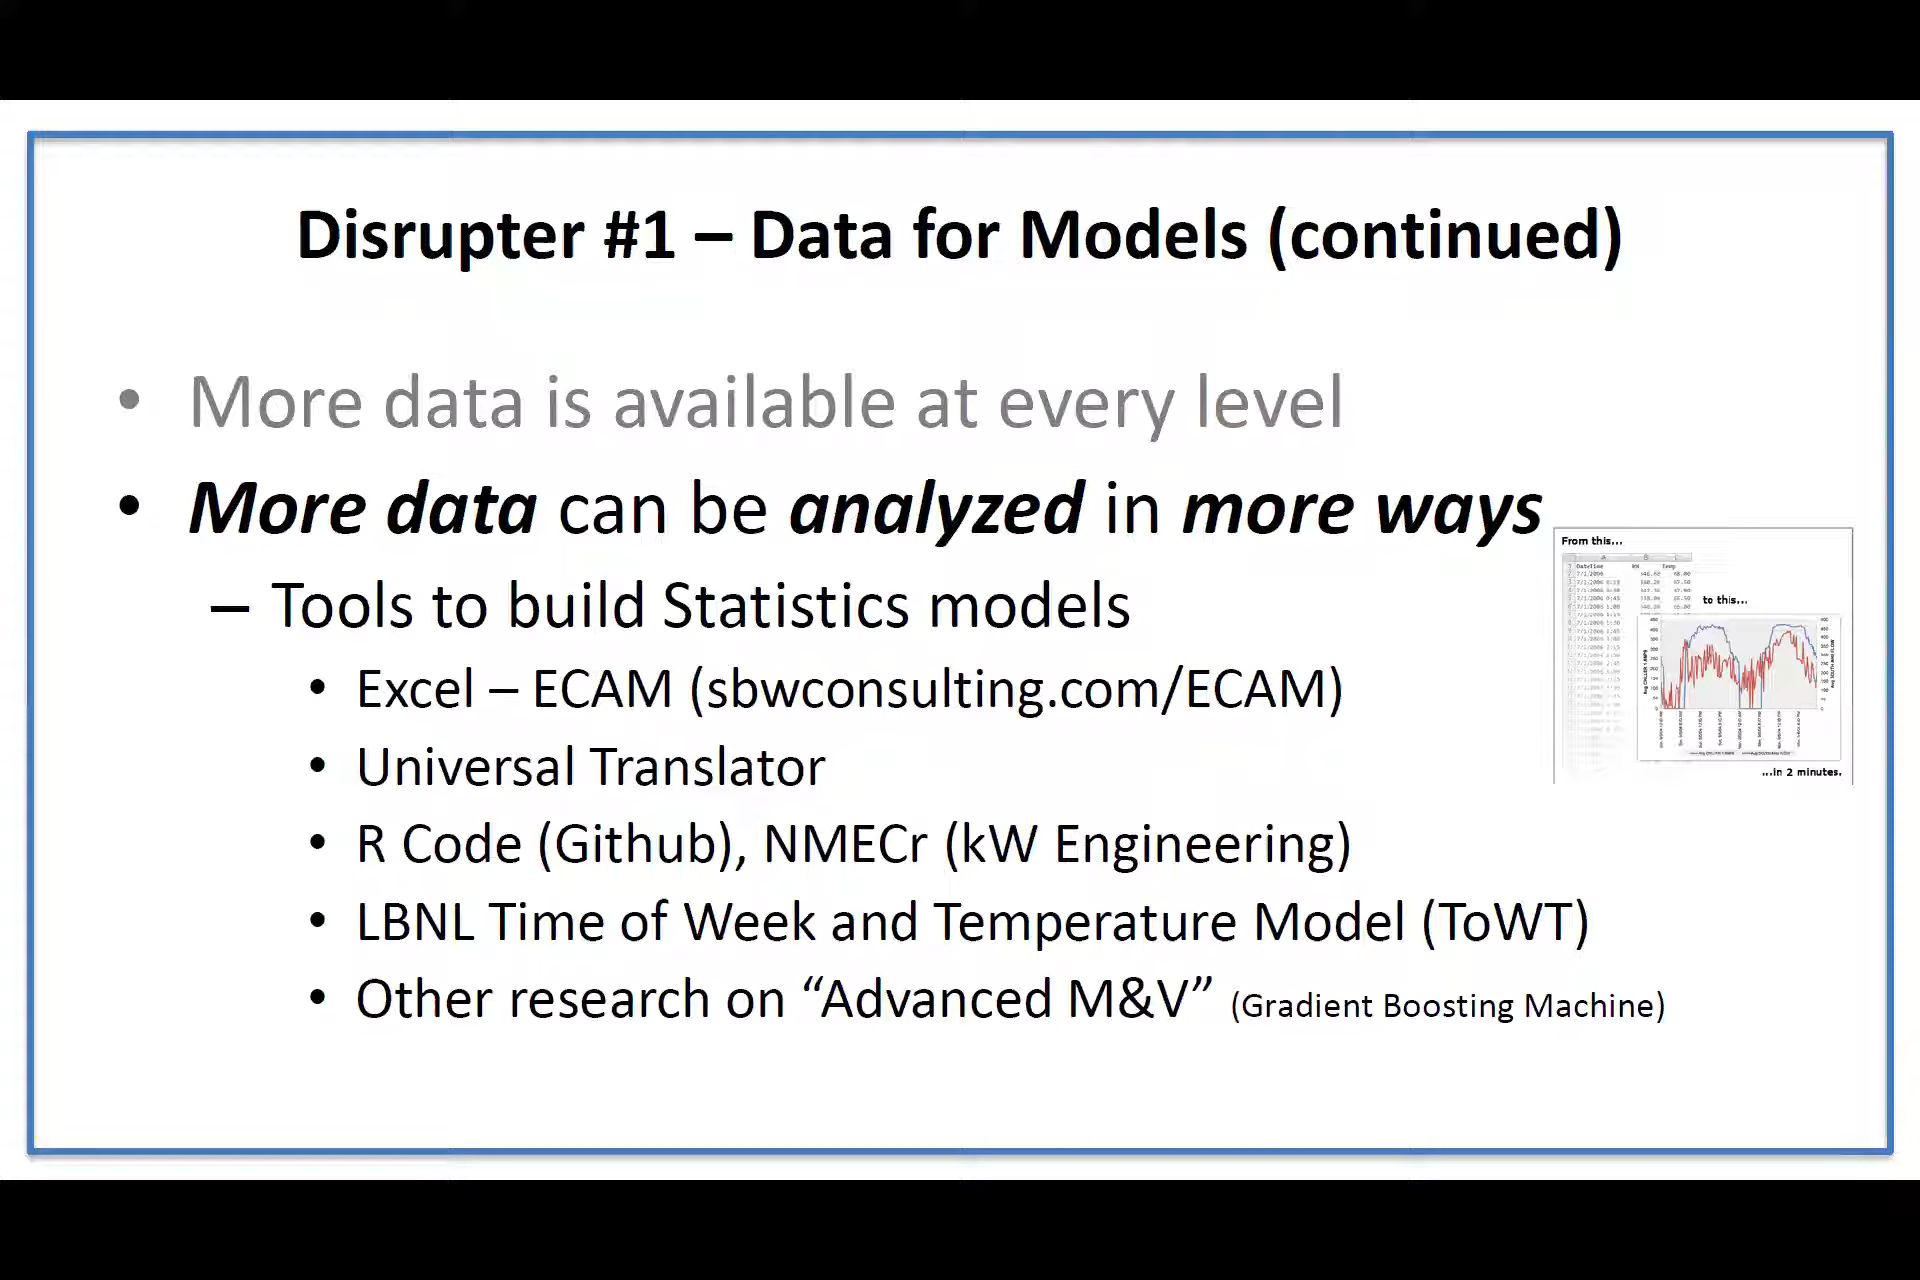 Disrupter #1 – Data for Models (continued)
• More data is available at every level
• More data can be analyzed in more ways
– Tools to build Statistics models
• Excel – ECAM (sbwconsulting.com/ECAM)
• Universal Translator
• R Code (Github), NMECr (kW Engineering)
• LBNL Time of Week and Temperature Model (ToWT)
• Other research on “Advanced M&V” (Gradient Boosting Machine)
From this...
DateTime kW Temp
to this...
...in 2 minutes.